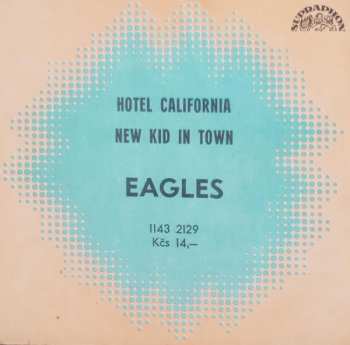 SUPRAPHON
HOTEL CALIFORNIA
NEW KID IN TOWN
EAGLES
1143 2129
Kčs 14,—